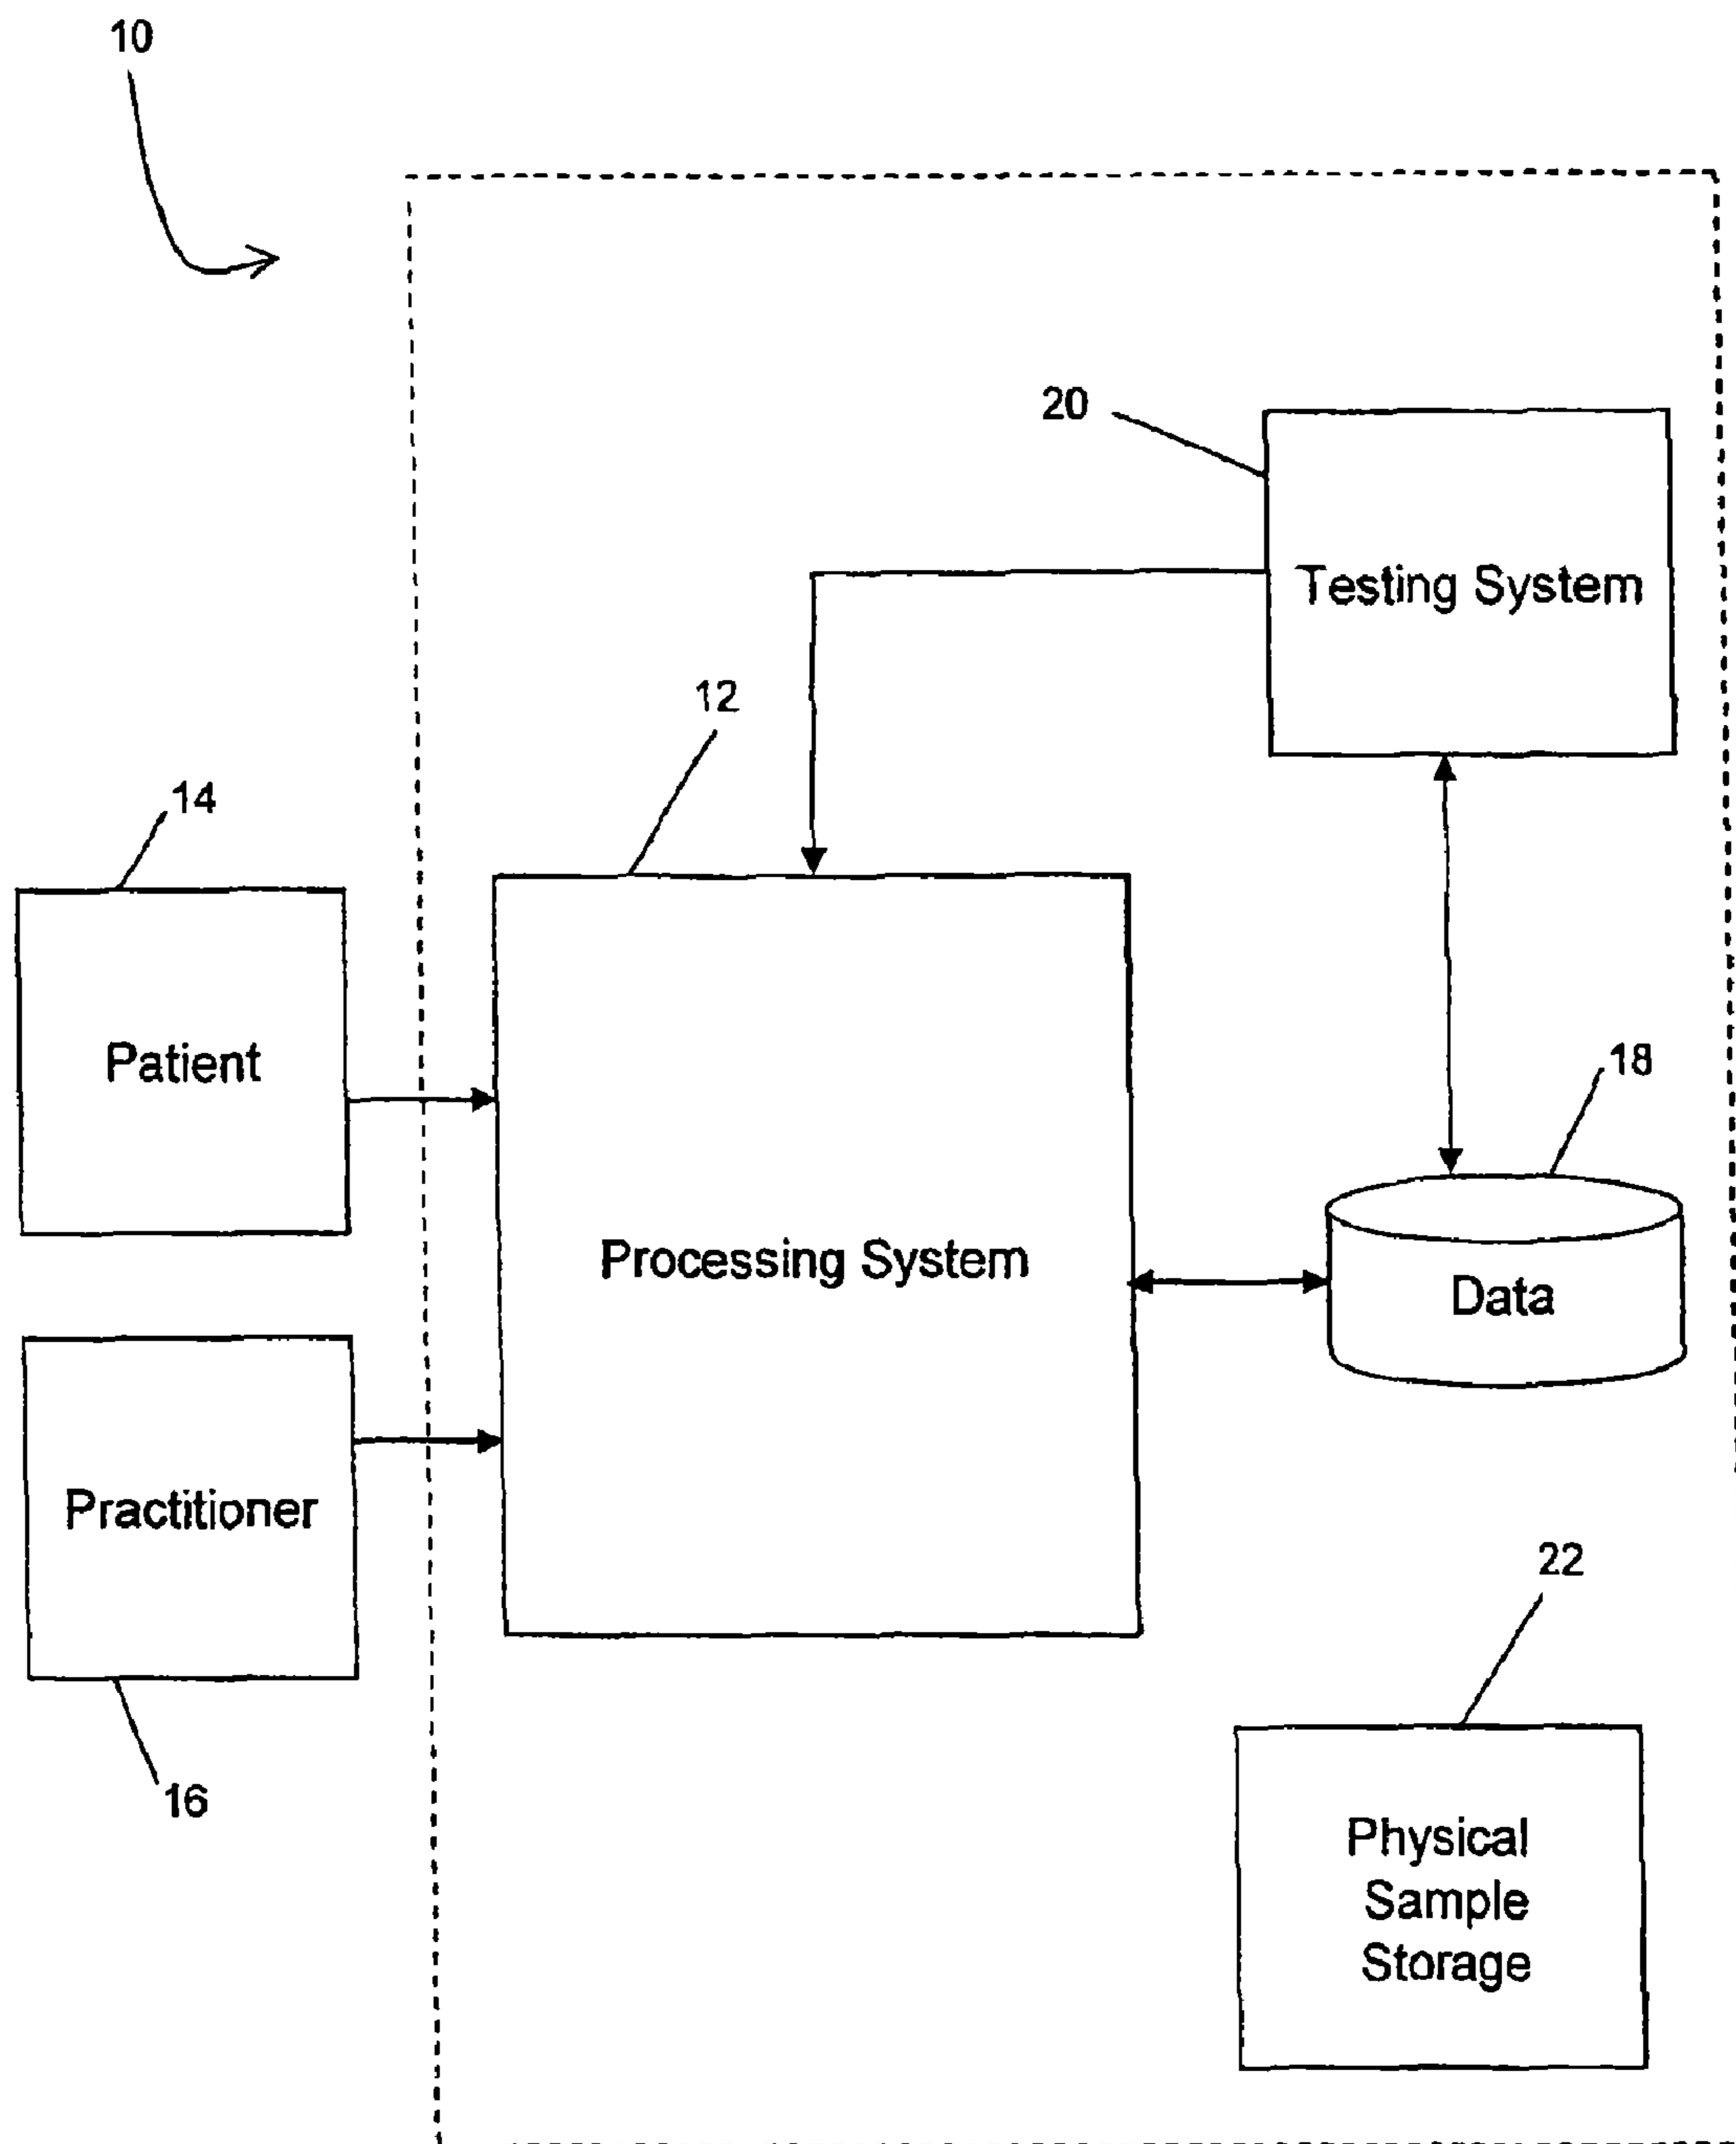 10
20
Testing System
12
14
Patient
18
Processing System
Data
Practitioner
22
16
Physical
Sample
Storage